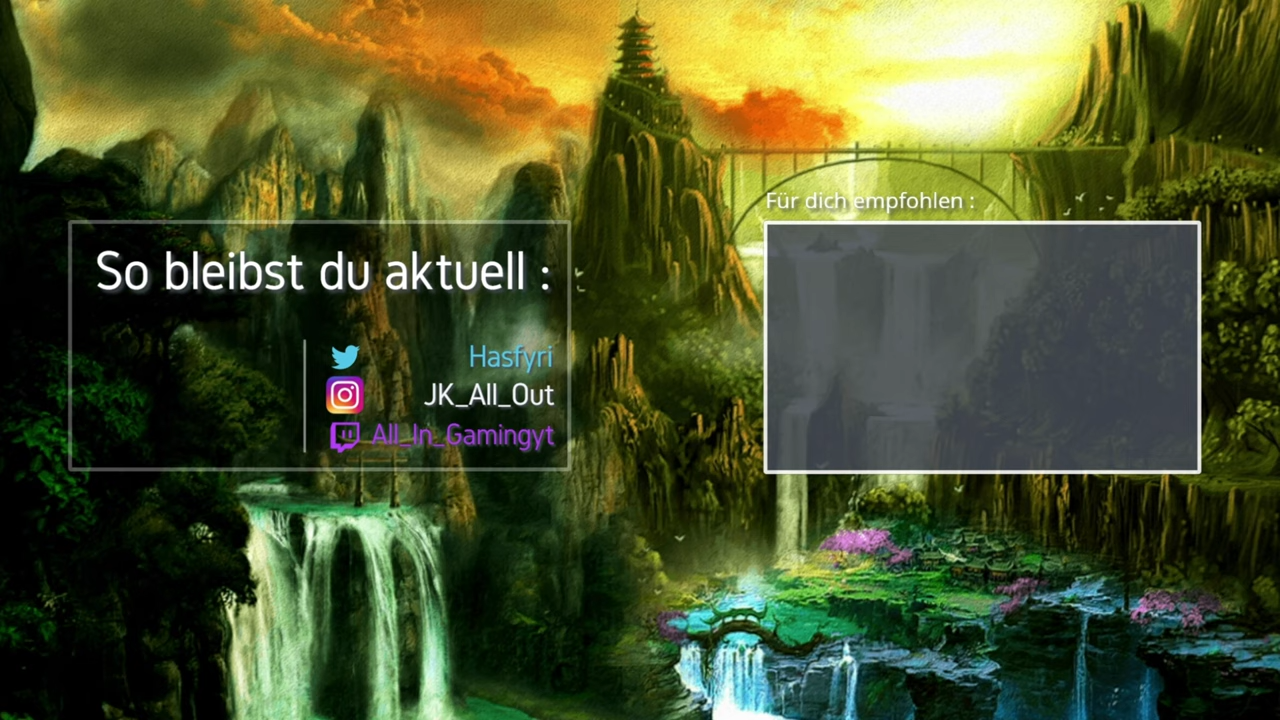 So bleibst du aktuell :
Hasfyri
JK_All_Out
All_In_Gamingyt
Für dich empfohlen :